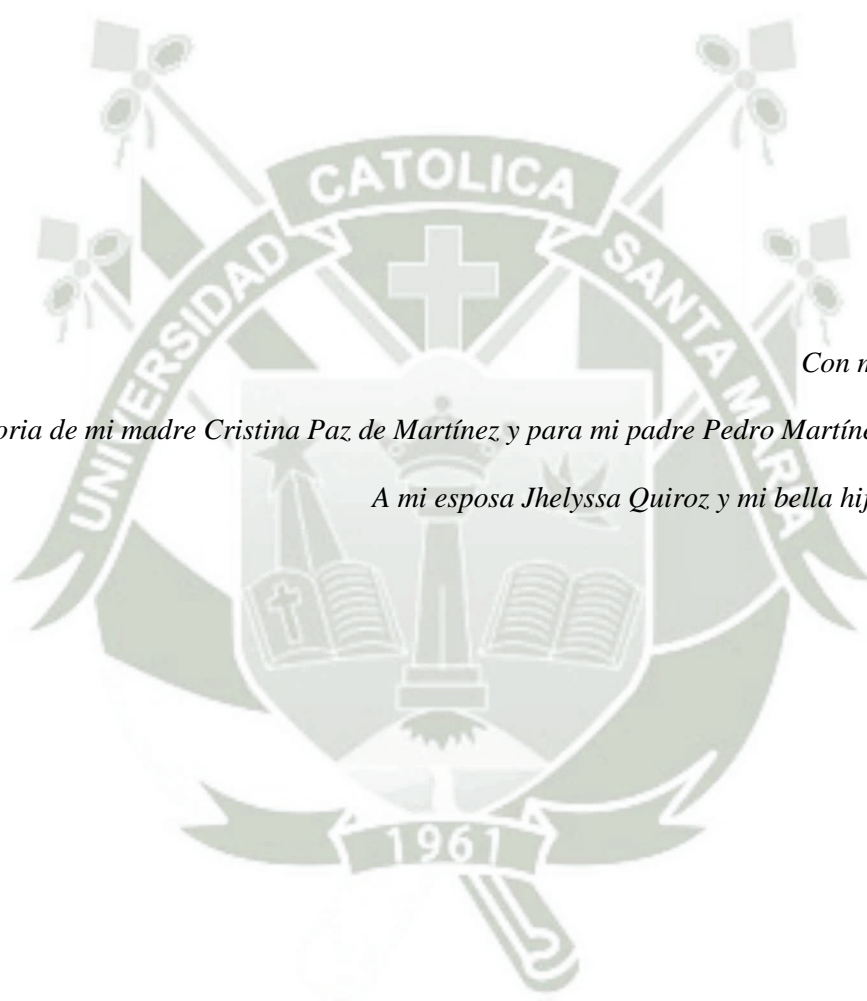 UNIVERSIDAD CATOLICA SANTA MARIA
Con
de mi madre Cristina Paz de Martínez y para mi padre Pedro
A mi esposa Jhelyssa Quiroz y mi bella
1961